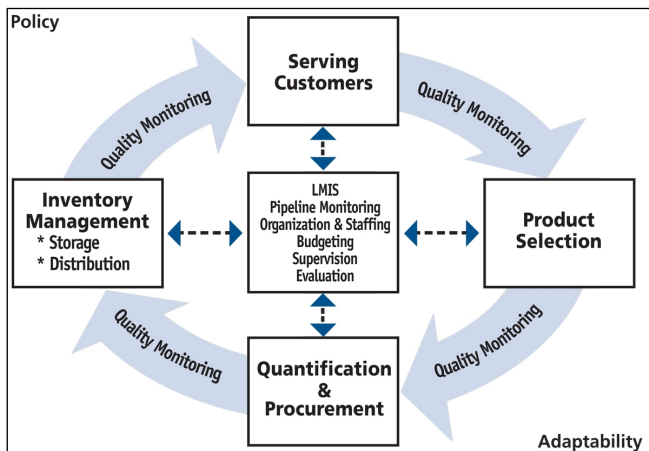 Policy
Serving
Customers
Quality Monitoring
Quality Monitoring
Inventory
Management
* Storage
* Distribution
LMIS
Pipeline Monitoring
Organization & Staffing
Budgeting
Supervision
Evaluation
Product
Selection
Quality Monitoring
Quality Monitoring
Quantification
&
Procurement
Adaptability